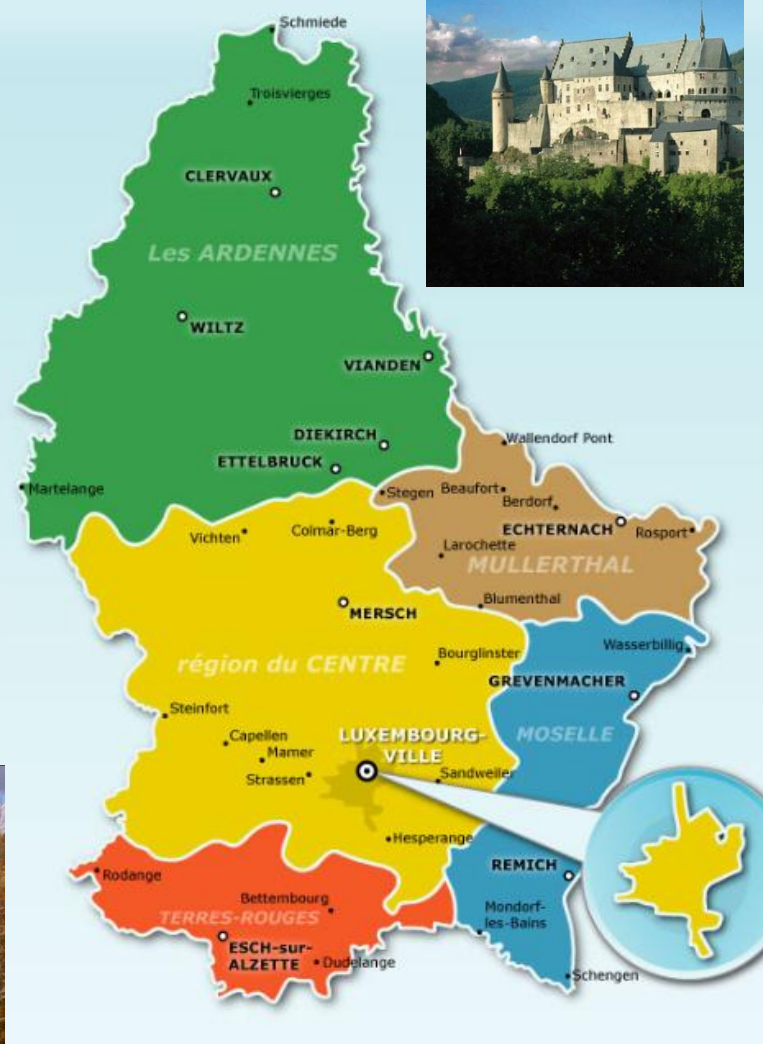 Schmiede
Troisvierges
CLERVAUX
Les ARDENNES
WILTZ
VIANDEN
DIEKIRCH
ETTELBRUCK
Wallendorf Pont
Martelange
Stegen
Beaufort
Berdorf
Vichten
Colmar-Berg
ECHTERNACH
Rosport
Larochette
MULLERTHAL
Blumenthal
MERSCH
Bourglinster
Wasserbillig
région du CENTRE
GREVENMACHER
Steinfort
Capellen
LUXEMBOURG-
VILLE
MOSELLE
Mamer
Strassen
Sandweiler
Hesperange
Rodange
REMICH
Bettembourg
TERRES-ROUGES
Mondorf-
les-Bains
ESCH-sur-
ALZETTE
Dudelange
Schengen